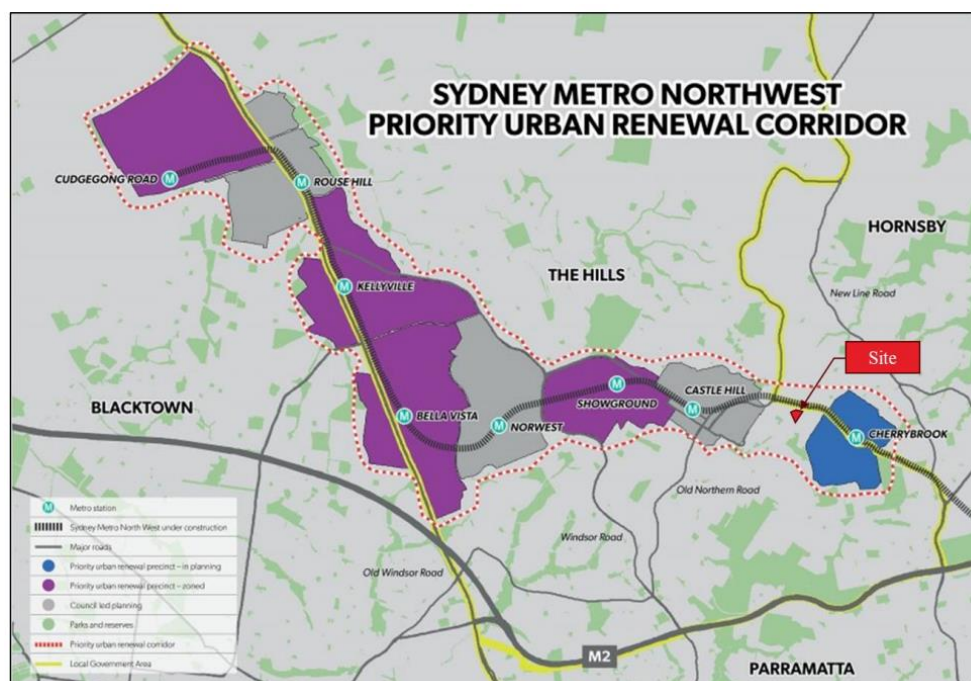 SYDNEY METRO NORTHWEST
PRIORITY URBAN RENEWAL CORRIDOR
CUDGEGONG ROAD
M
M
ROUSE HILL
HORNSBY
THE HILLS
M
KELLYVILLE
New Line Road
Site
BLACKTOWN
M
SHOWGROUND
CASTLE HILL
M
M
BELLA VISTA
M
NORWEST
M
CHERRYBROOK
Old Northern Road
Windsor Road
Old Windsor Road
M Metro station
Sydney Metro North West under construction
Major roads
Priority urban renewal precinct – in planning
Priority urban renewal precinct – zoned
Council led planning
Parks and reserves
Priority urban renewal corridor
Local Government Area
M2
PARRAMATTA